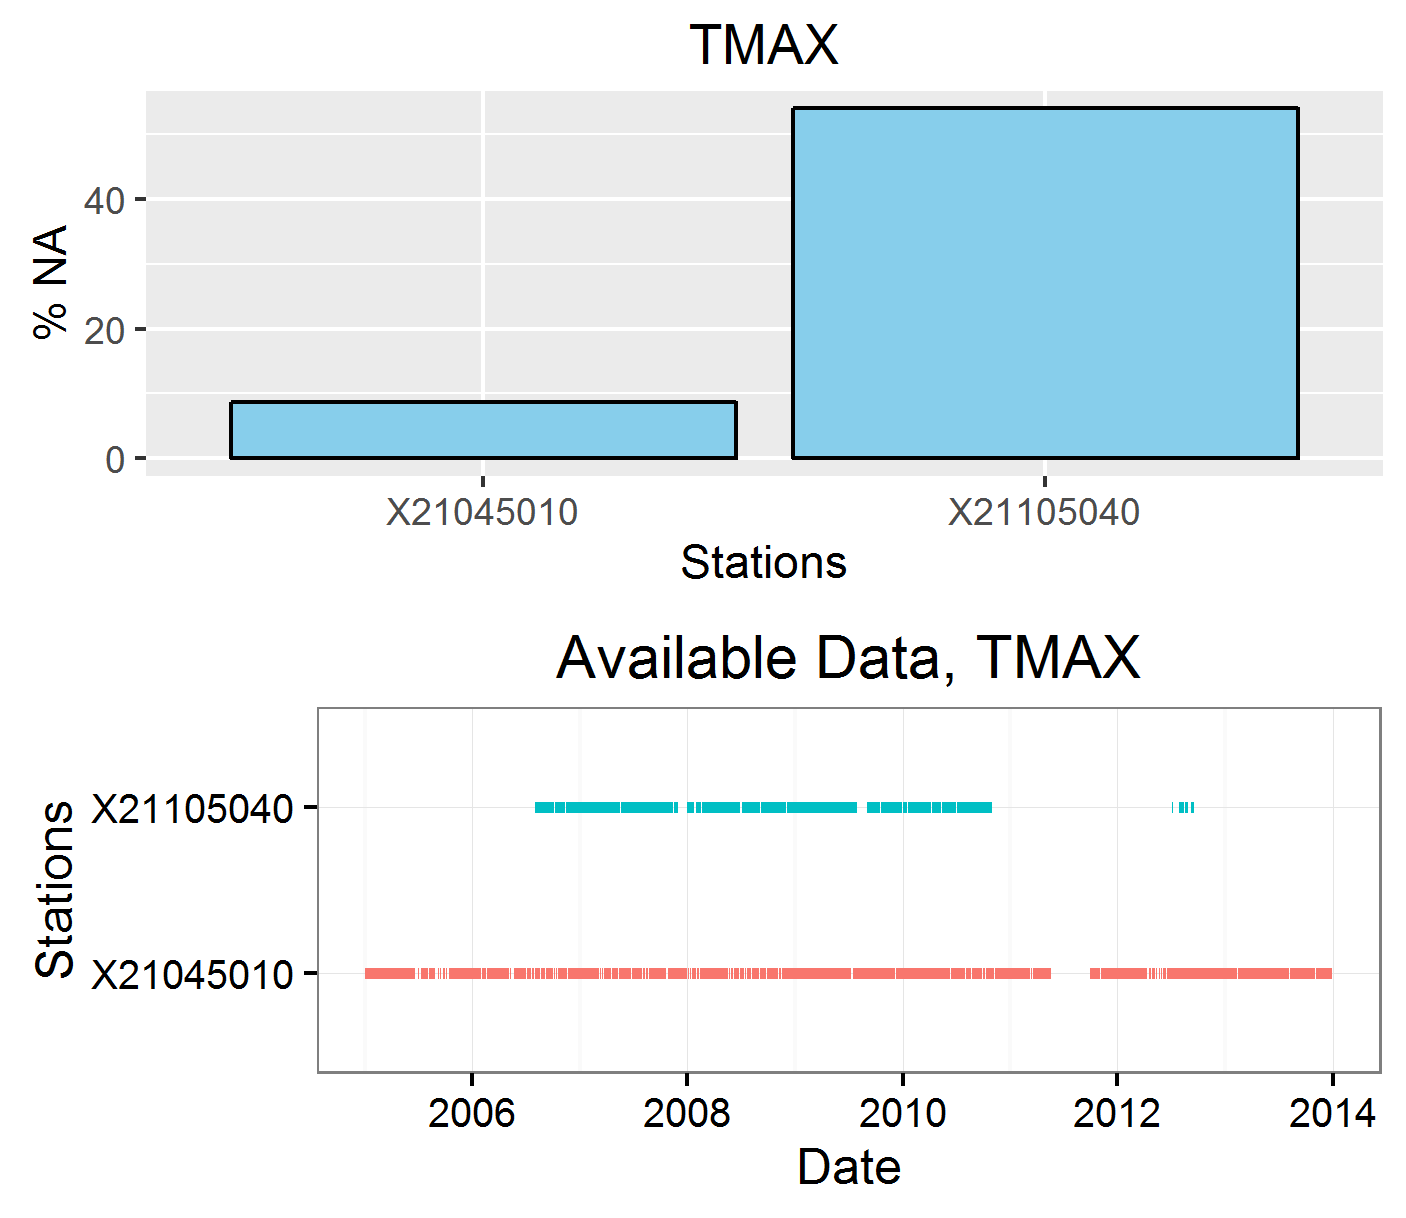 TMAX
% NA
40
20
0
X21045010 X21105040
Stations
Available Data, TMAX
Stations
X21105040
X21045010
2006 2008 2010 2012 2014
Date